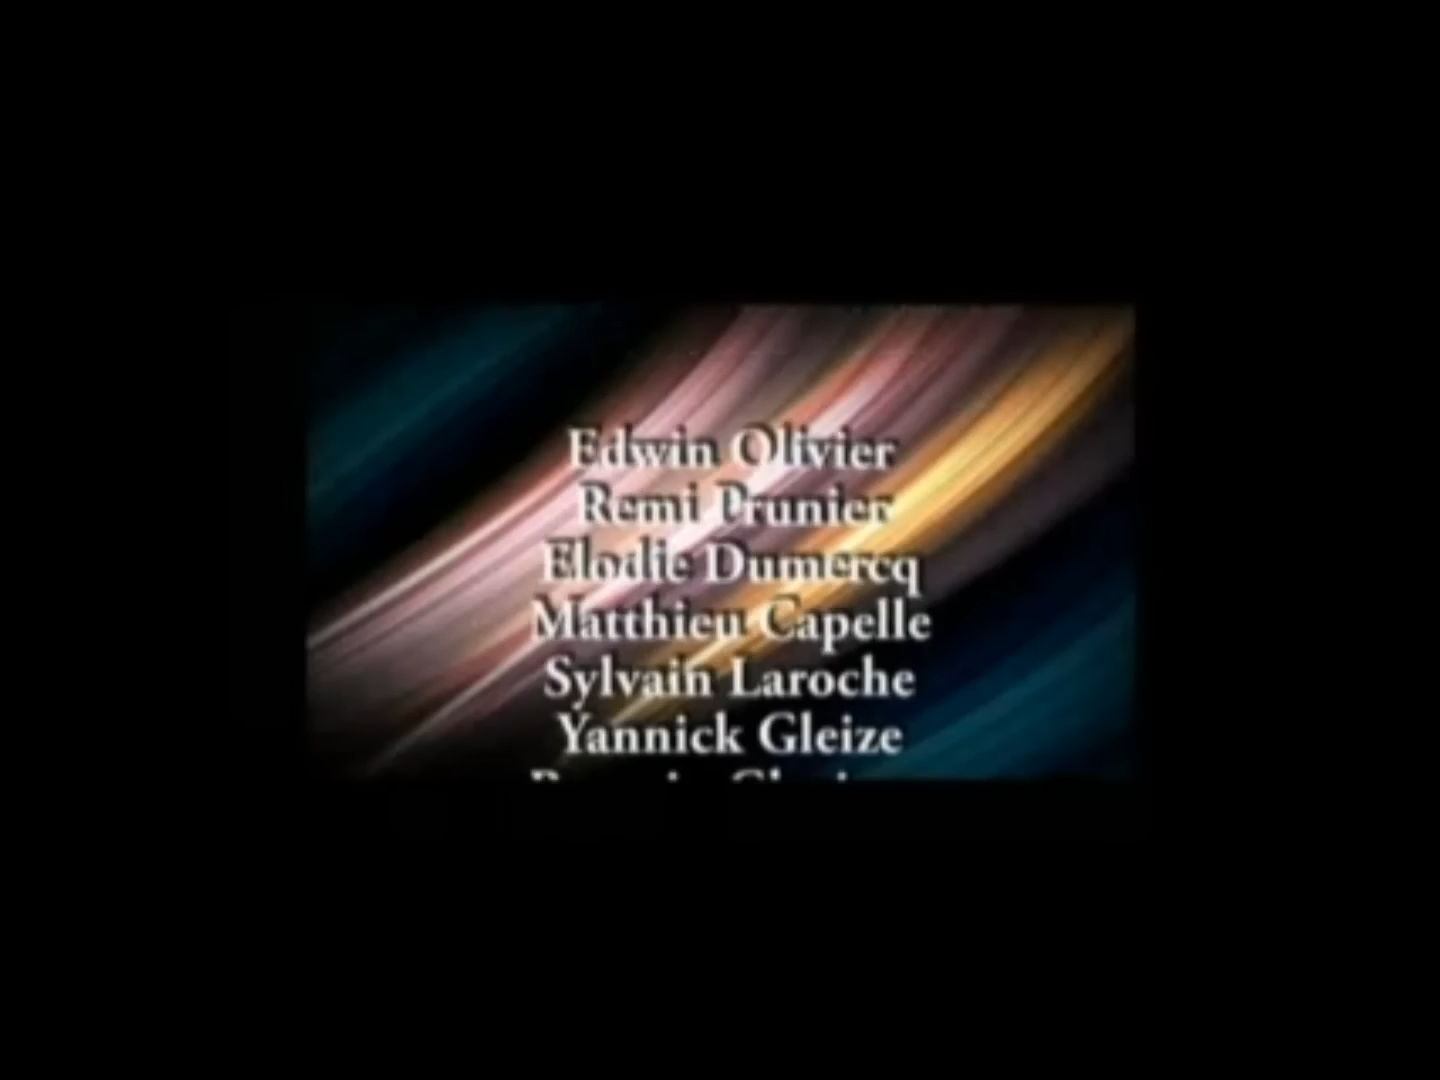 Edwin Olivier
Remi Prunier
Elodie Dumercq
Matthieu Capelle
Sylvain Laroche
Yannick Gleize